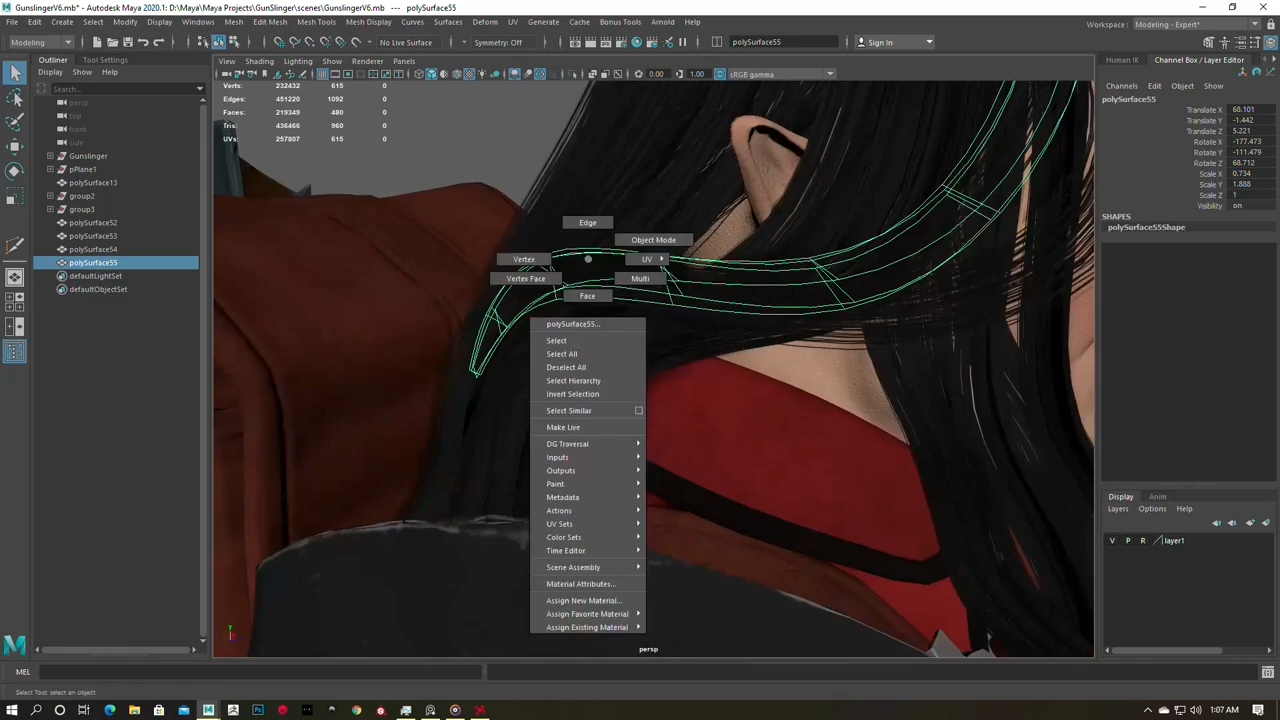 GunslingerV6.mb* - Autodesk Maya 2020.1: D:\Maya\Maya Projects\GunSlinger\scenes\GunslingerV6.mb* --- polySurface55
File Edit Create Select Modify Display Windows Mesh Edit Mesh Mesh Tools Mesh Display Curves Surfaces Deform UV Generate Cache Bonus Tools Arnold Help
Workspace : Modeling - Expert*
Modeling No Live Surface Symmetry: Off polySurface55 Sign In
Outliner Tool Settings
View Shading Lighting Show Renderer Panels
Human IK Channel Box / Layer Editor
Display Show Help
0.00 1.00 sRGB gamma
Channels Edit Object Show
Search...
Verts: 232432 615 0
Edges: 451220 1092 0
Faces: 219349 480 0
Tris: 436466 960 0
UVs: 257807 615 0
persp
top
front
side
Gunslinger
pPlane1
polySurface13
group2
group3
polySurface52
polySurface53
polySurface54
polySurface55
defaultLightSet
defaultObjectSet
polySurface55
Translate X 68.101
Translate Y -1.442
Translate Z 5.221
Rotate X -177.473
Rotate Y -111.479
Rotate Z 68.712
Scale X 0.734
Scale Y 1.888
Scale Z 1
Visibility on
SHAPES
polySurface55Shape
Edge
Object Mode
Vertex UV
Vertex Face Multi
Face
polySurface55...
Select
Select All
Deselect All
Select Hierarchy
Invert Selection
Select Similar
Make Live
DG Traversal
Inputs
Outputs
Paint
Metadata
Actions
UV Sets
Color Sets
Time Editor
Scene Assembly
Material Attributes...
Assign New Material...
Assign Favorite Material
Assign Existing Material
Display Anim
Layers Options Help
V P R layer1
y
persp
MEL
Select Tool: select an object
1:07 AM